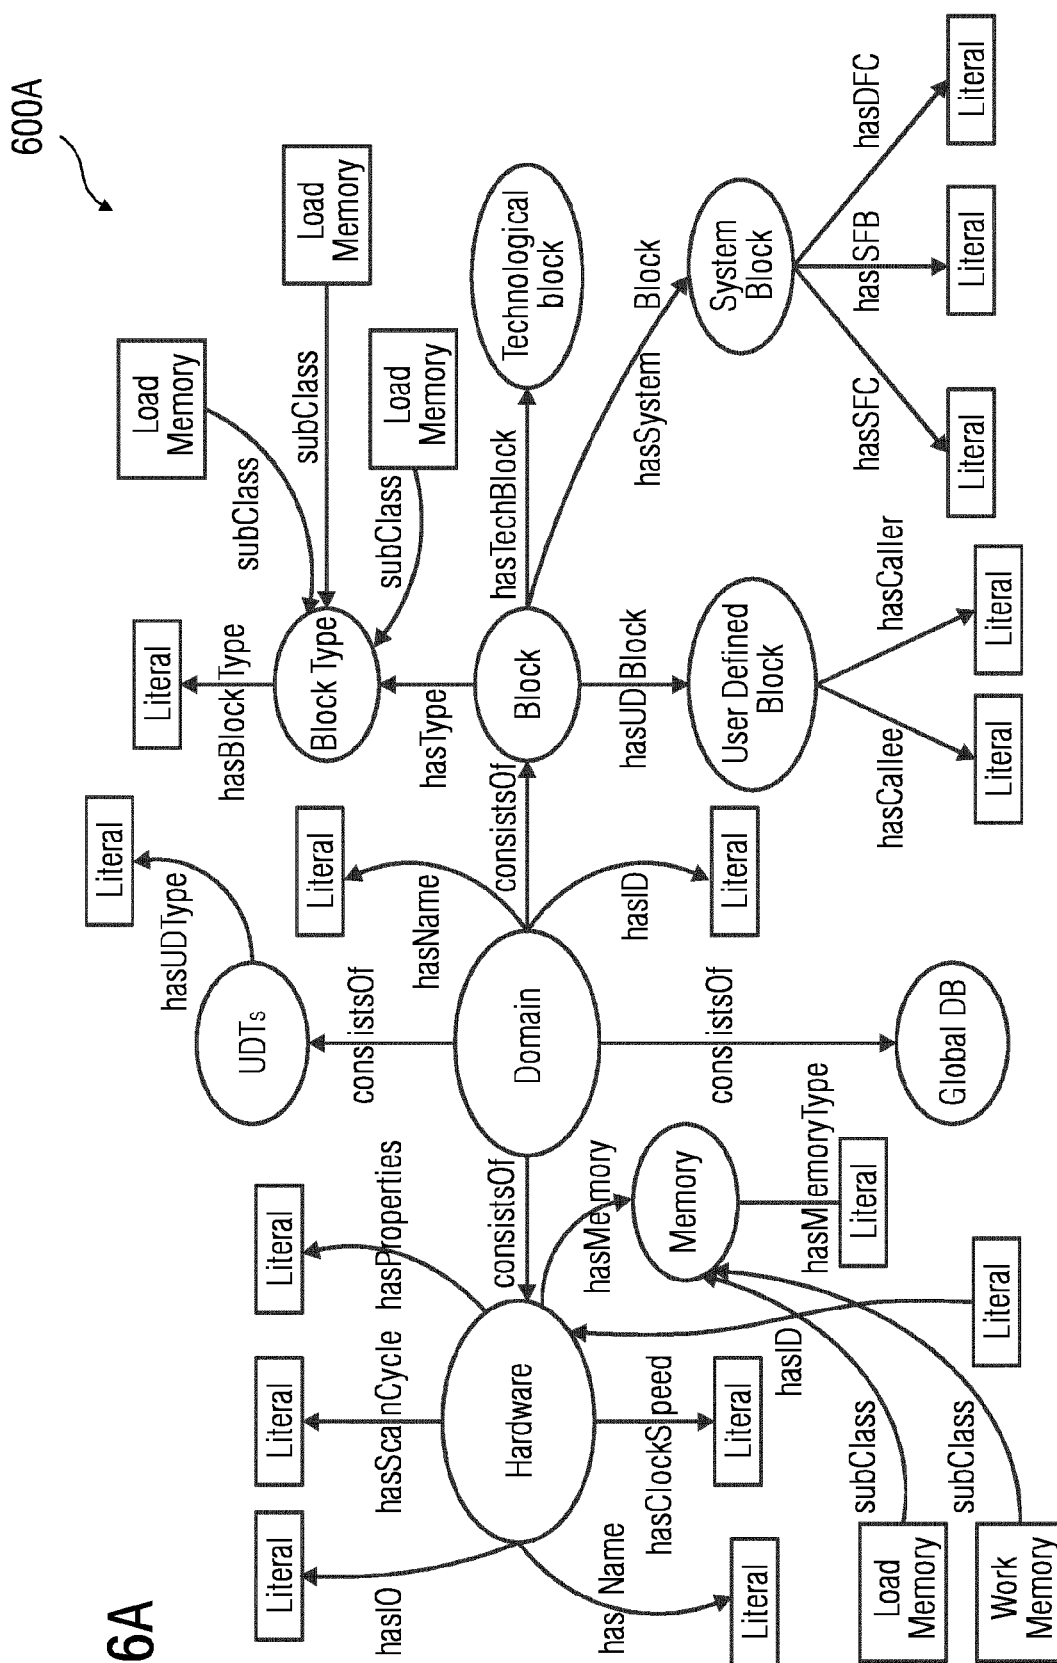 600A
6A
Literal
hasUDType
UDTs
consistsOf
Literal
hasBlockType
Block Type
hasType
Load
Memory
subClass
Load
Memory
subClass
Load
Memory
subClass
Literal
hasIO
Literal
hasScanCycle
Literal
hasProperties
Literal
hasName
Hardware
consistsOf
Domain
consistsOf
Block
hasTechBlock
Technological
block
hasName
Literal
hasClockSpeed
Literal
hasMemory
Memory
hasMemoryType
Literal
hasID
Literal
subClass
Load
Memory
subClass
Work
Memory
consistsOf
Global DB
hasID
Literal
hasUDBlock
User Defined
Block
hasCallee
Literal
hasCaller
Literal
hasSystem
Block
System
Block
hasSFC
Literal
hasSFB
Literal
hasDFC
Literal